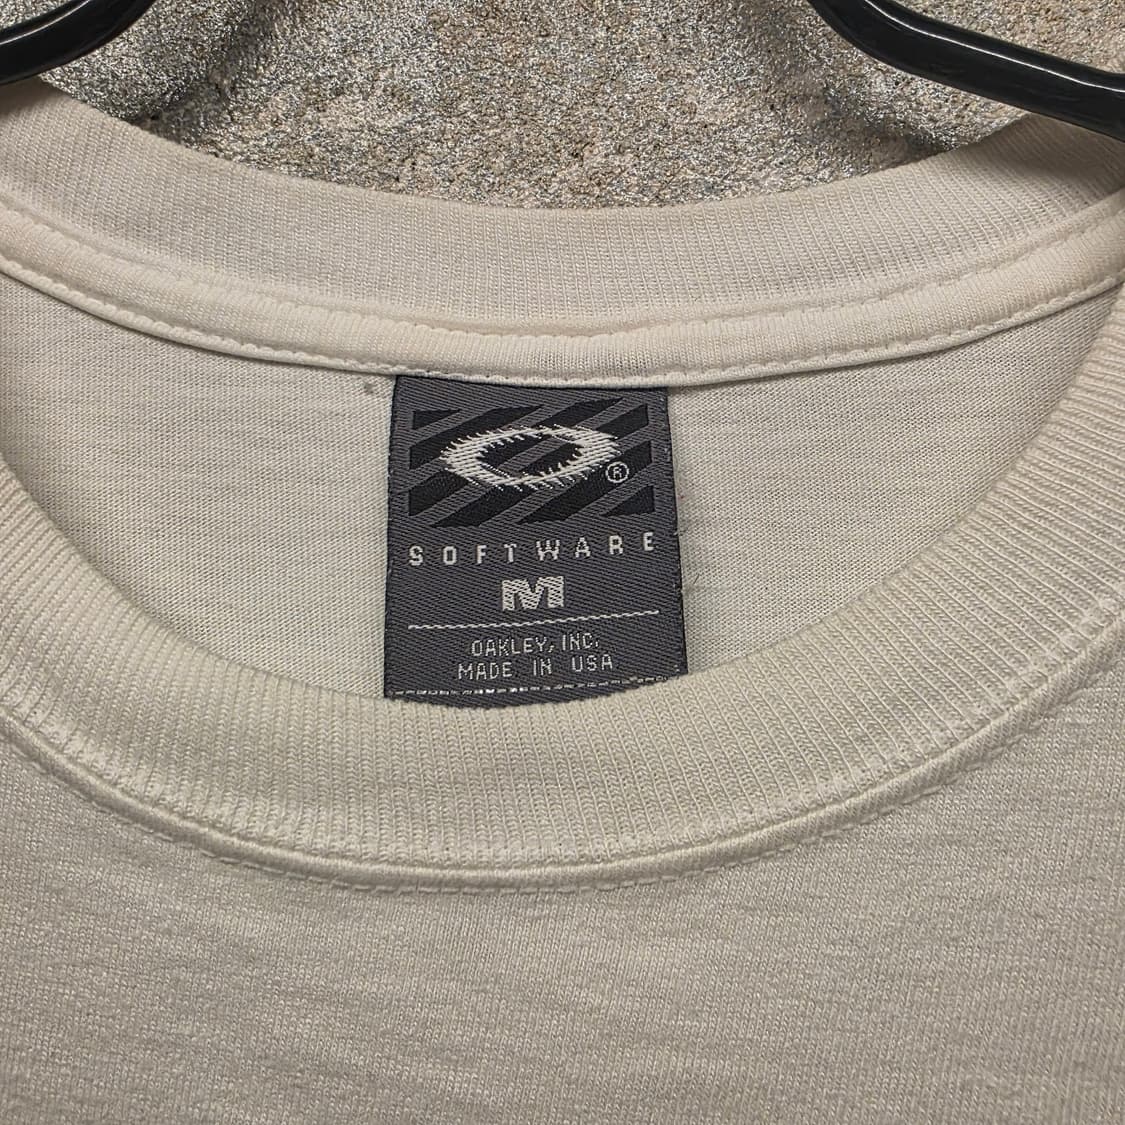 ®
SOFTWARE
M
OAKLEY, INC.
MADE IN USA